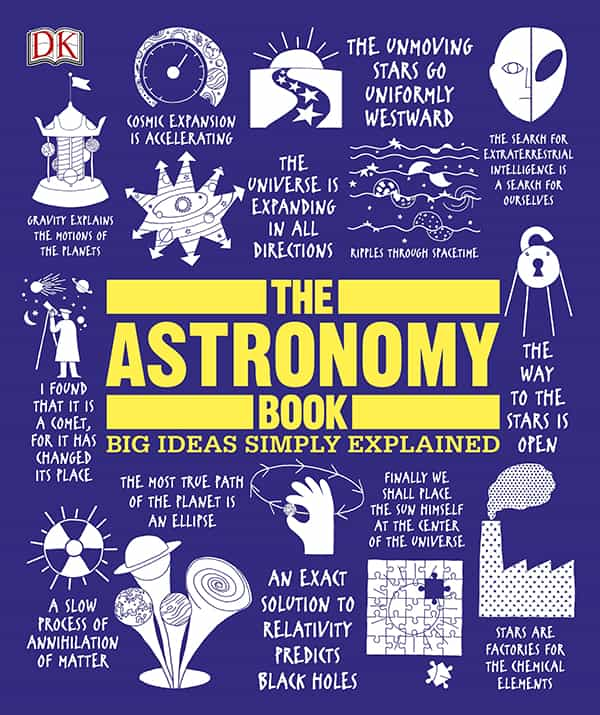 DK
COSMIC EXPANSION
IS ACCELERATING
THE UNMOVING
STARS GO
UNIFORMLY
WESTWARD
THE SEARCH FOR
EXTRATERRESTRIAL
INTELLIGENCE IS
A SEARCH FOR
OURSELVES
GRAVITY EXPLAINS
THE MOTIONS OF
THE PLANETS
THE
UNIVERSE IS
EXPANDING
IN ALL
DIRECTIONS
RIPPLES THROUGH SPACETIME
THE
ASTRONOMY
BOOK
BIG IDEAS SIMPLY EXPLAINED
I FOUND
THAT IT IS
A COMET,
FOR IT HAS
CHANGED
ITS PLACE
THE
WAY
TO THE
STARS IS
OPEN
THE MOST TRUE PATH
OF THE PLANET IS
AN ELLIPSE
FINALLY WE
SHALL PLACE
THE SUN HIMSELF
AT THE CENTER
OF THE UNIVERSE
A SLOW
PROCESS OF
ANNIHILATION
OF MATTER
AN EXACT
SOLUTION TO
RELATIVITY
PREDICTS
BLACK HOLES
STARS ARE
FACTORIES FOR
THE CHEMICAL
ELEMENTS